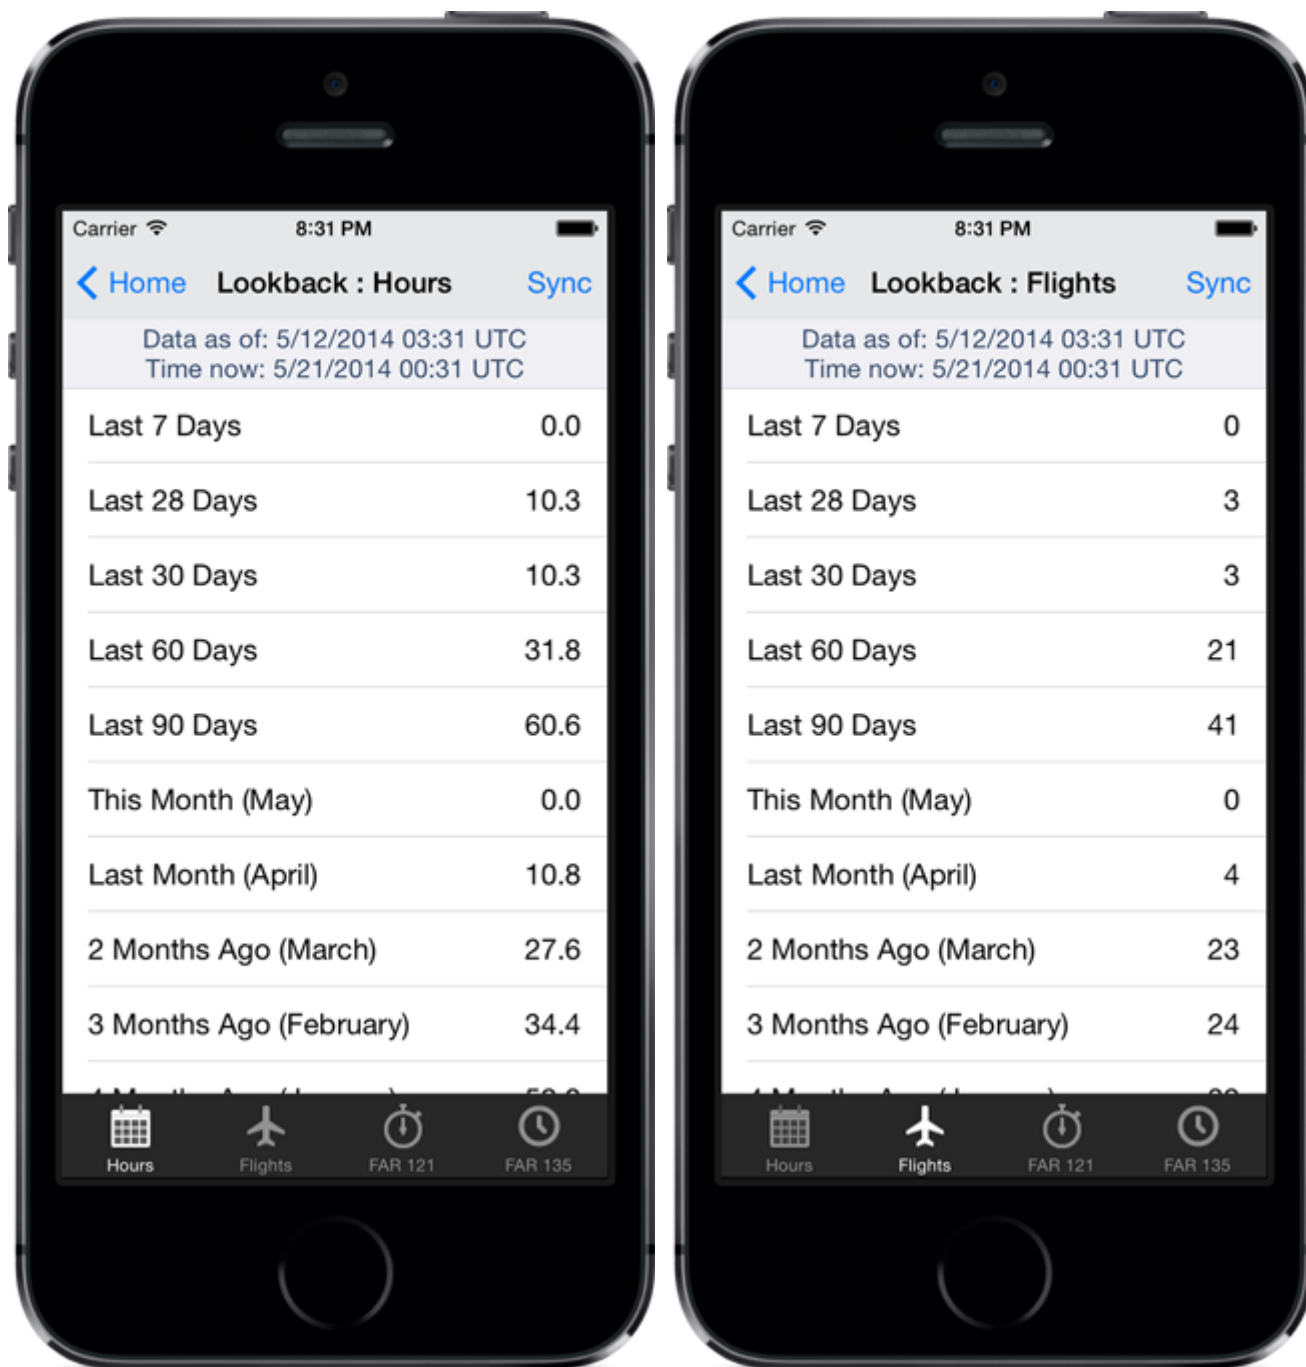 Carrier
8:31 PM
Home
Lookback : Hours
Sync
Data as of: 5/12/2014 03:31 UTC
Time now: 5/21/2014 00:31 UTC
Last 7 Days 0.0
Last 28 Days 10.3
Last 30 Days 10.3
Last 60 Days 31.8
Last 90 Days 60.6
This Month (May) 0.0
Last Month (April) 10.8
2 Months Ago (March) 27.6
3 Months Ago (February) 34.4
Hours
Flights
FAR 121
FAR 135
Carrier
8:31 PM
Home
Lookback : Flights
Sync
Data as of: 5/12/2014 03:31 UTC
Time now: 5/21/2014 00:31 UTC
Last 7 Days 0
Last 28 Days 3
Last 30 Days 3
Last 60 Days 21
Last 90 Days 41
This Month (May) 0
Last Month (April) 4
2 Months Ago (March) 23
3 Months Ago (February) 24
Hours
Flights
FAR 121
FAR 135